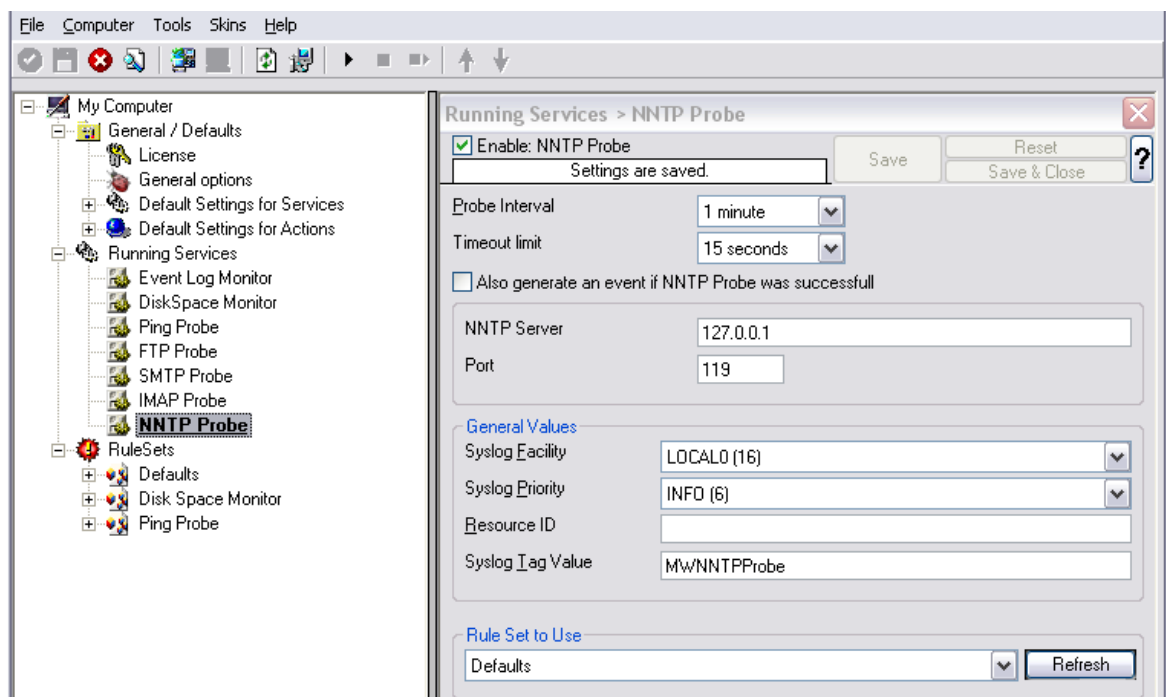 File Computer Tools Skins Help
My Computer
General / Defaults
License
General options
Default Settings for Services
Default Settings for Actions
Running Services
Event Log Monitor
DiskSpace Monitor
Ping Probe
FTP Probe
SMTP Probe
IMAP Probe
NNTP Probe
RuleSets
Defaults
Disk Space Monitor
Ping Probe
Running Services > NNTP Probe
Enable: NNTP Probe
Settings are saved.
Save
Reset
Save & Close
?
Probe Interval 1 minute
Timeout limit 15 seconds
Also generate an event if NNTP Probe was successfull
NNTP Server 127.0.0.1
Port 119
General Values
Syslog Facility LOCAL0 (16)
Syslog Priority INFO (6)
Resource ID
Syslog Tag Value MWNNTPProbe
Rule Set to Use
Defaults Refresh